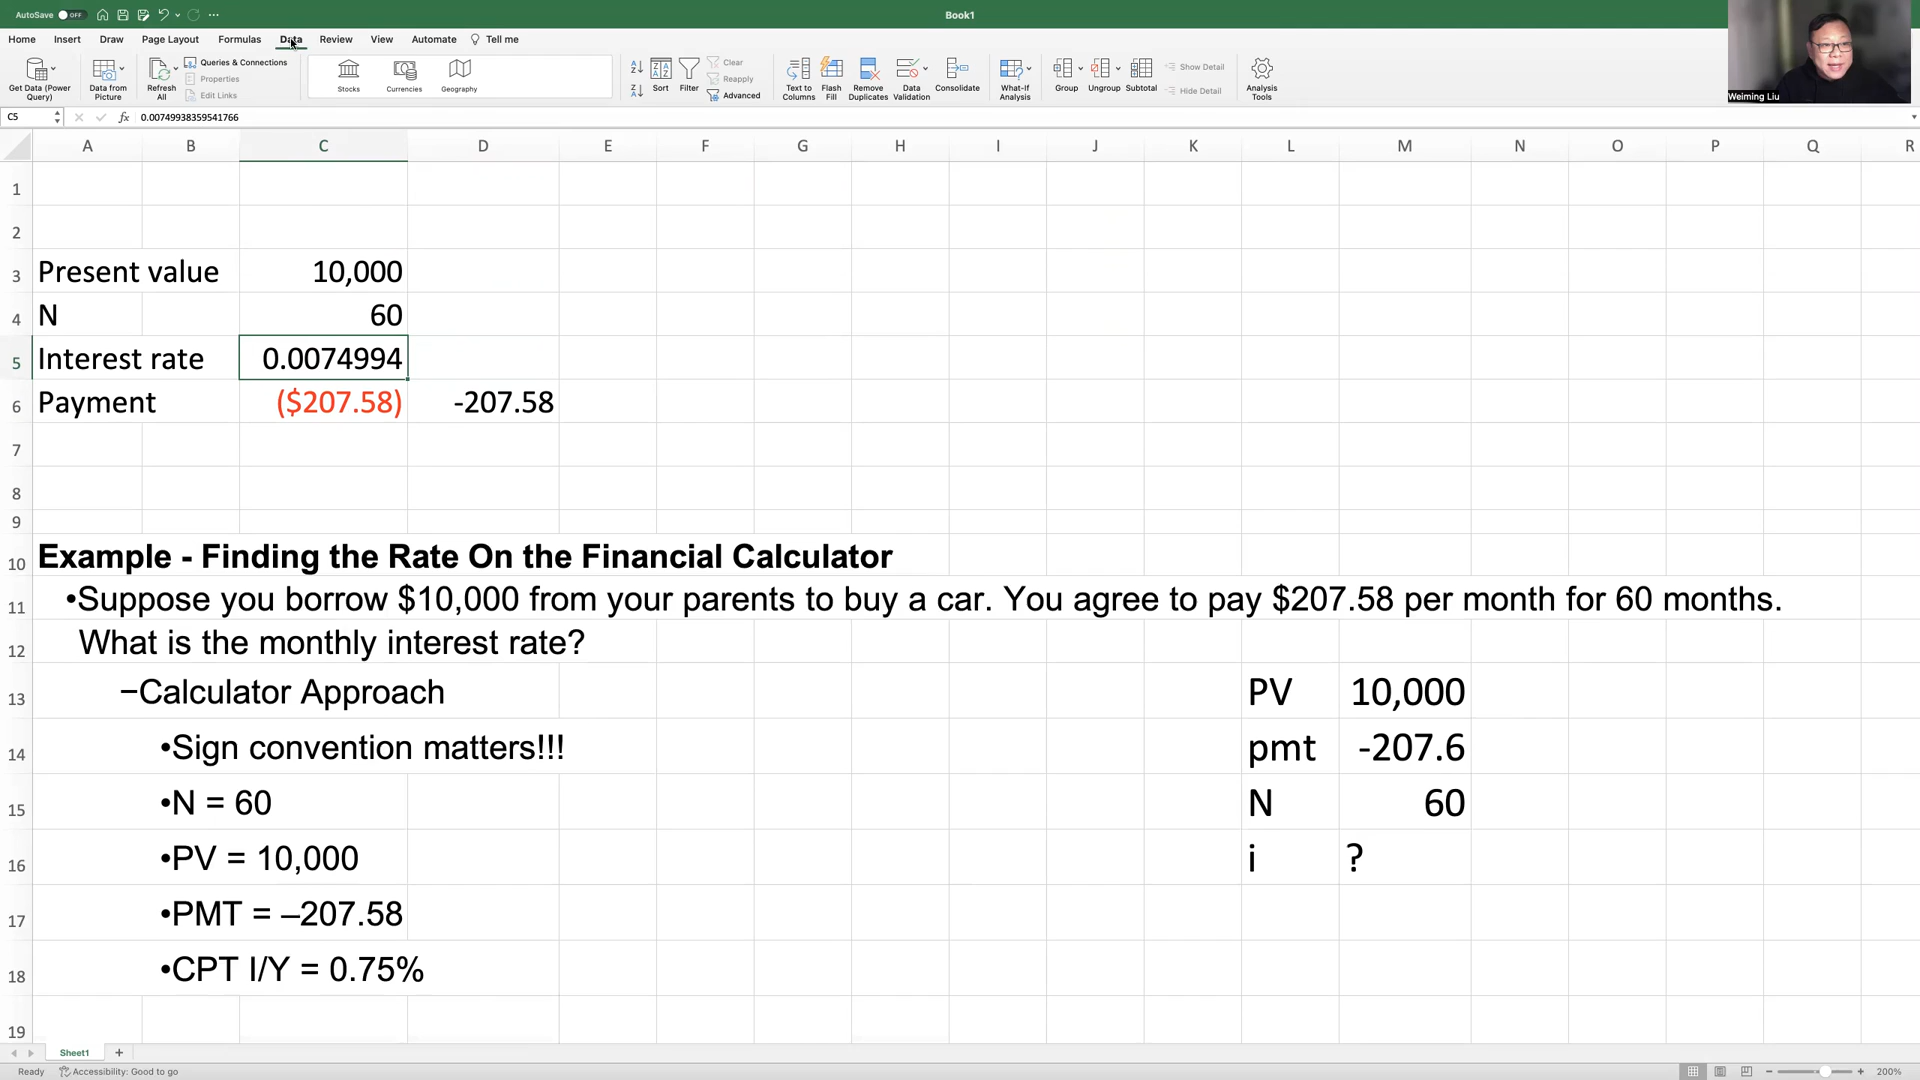 AutoSave OFF
Book1
Home Insert Draw Page Layout Formulas Data Review View Automate Tell me
Get Data (Power Query)
Data from Picture
Refresh All
Queries & Connections
Properties
Edit Links
Stocks
Currencies
Geography
Sort
Filter
Clear
Reapply
Advanced
Text to Columns
Flash Fill
Remove Duplicates
Data Validation
Consolidate
What-If Analysis
Group
Ungroup
Subtotal
Show Detail
Hide Detail
Analysis Tools
Weiming Liu
C5 fx 0.00749938359541766
A B C D E F G H I J K L M N O P Q R
1
2
3 Present value 10,000
4 N 60
5 Interest rate 0.0074994
6 Payment ($207.58) -207.58
7
8
9
10 Example - Finding the Rate On the Financial Calculator
11 •Suppose you borrow $10,000 from your parents to buy a car. You agree to pay $207.58 per month for 60 months.
12 What is the monthly interest rate?
13 –Calculator Approach PV 10,000
14 •Sign convention matters!!! pmt -207.6
15 •N = 60 N 60
16 •PV = 10,000 i ?
17 •PMT = –207.58
18 •CPT I/Y = 0.75%
19
Sheet1 +
Ready Accessibility: Good to go 200%